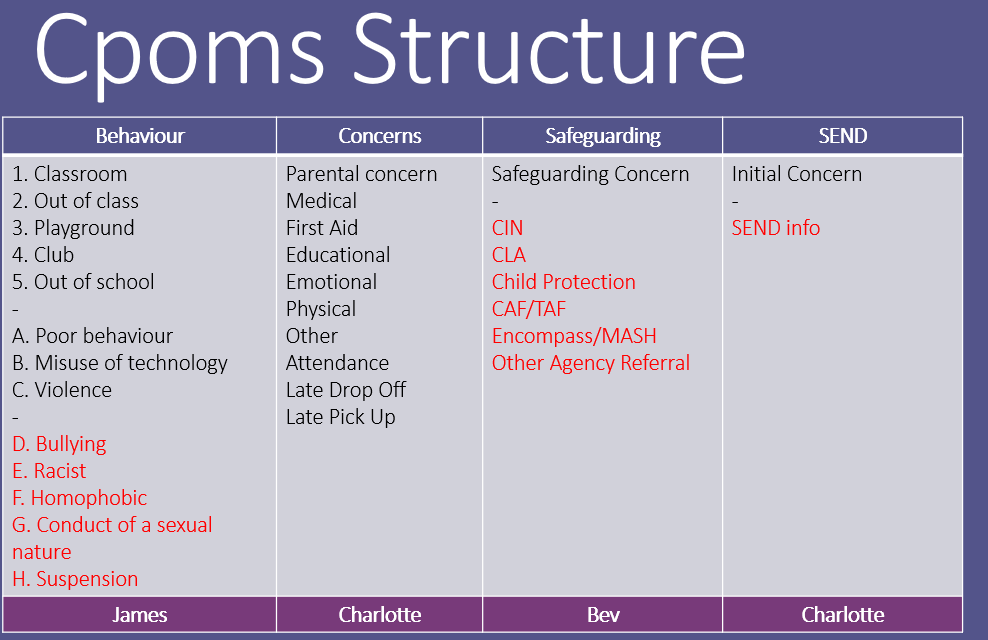 Cpoms Structure
Behaviour
Concerns
Safeguarding
SEND
1. Classroom
2. Out of class
3. Playground
4. Club
5. Out of school
-
A. Poor behaviour
B. Misuse of technology
C. Violence
-
D. Bullying
E. Racist
F. Homophobic
G. Conduct of a sexual
nature
H. Suspension
Parental concern
Medical
First Aid
Educational
Emotional
Physical
Other
Attendance
Late Drop Off
Late Pick Up
Safeguarding Concern
-
CIN
CLA
Child Protection
CAF/TAF
Encompass/MASH
Other Agency Referral
Initial Concern
-
SEND info
James
Charlotte
Bev
Charlotte